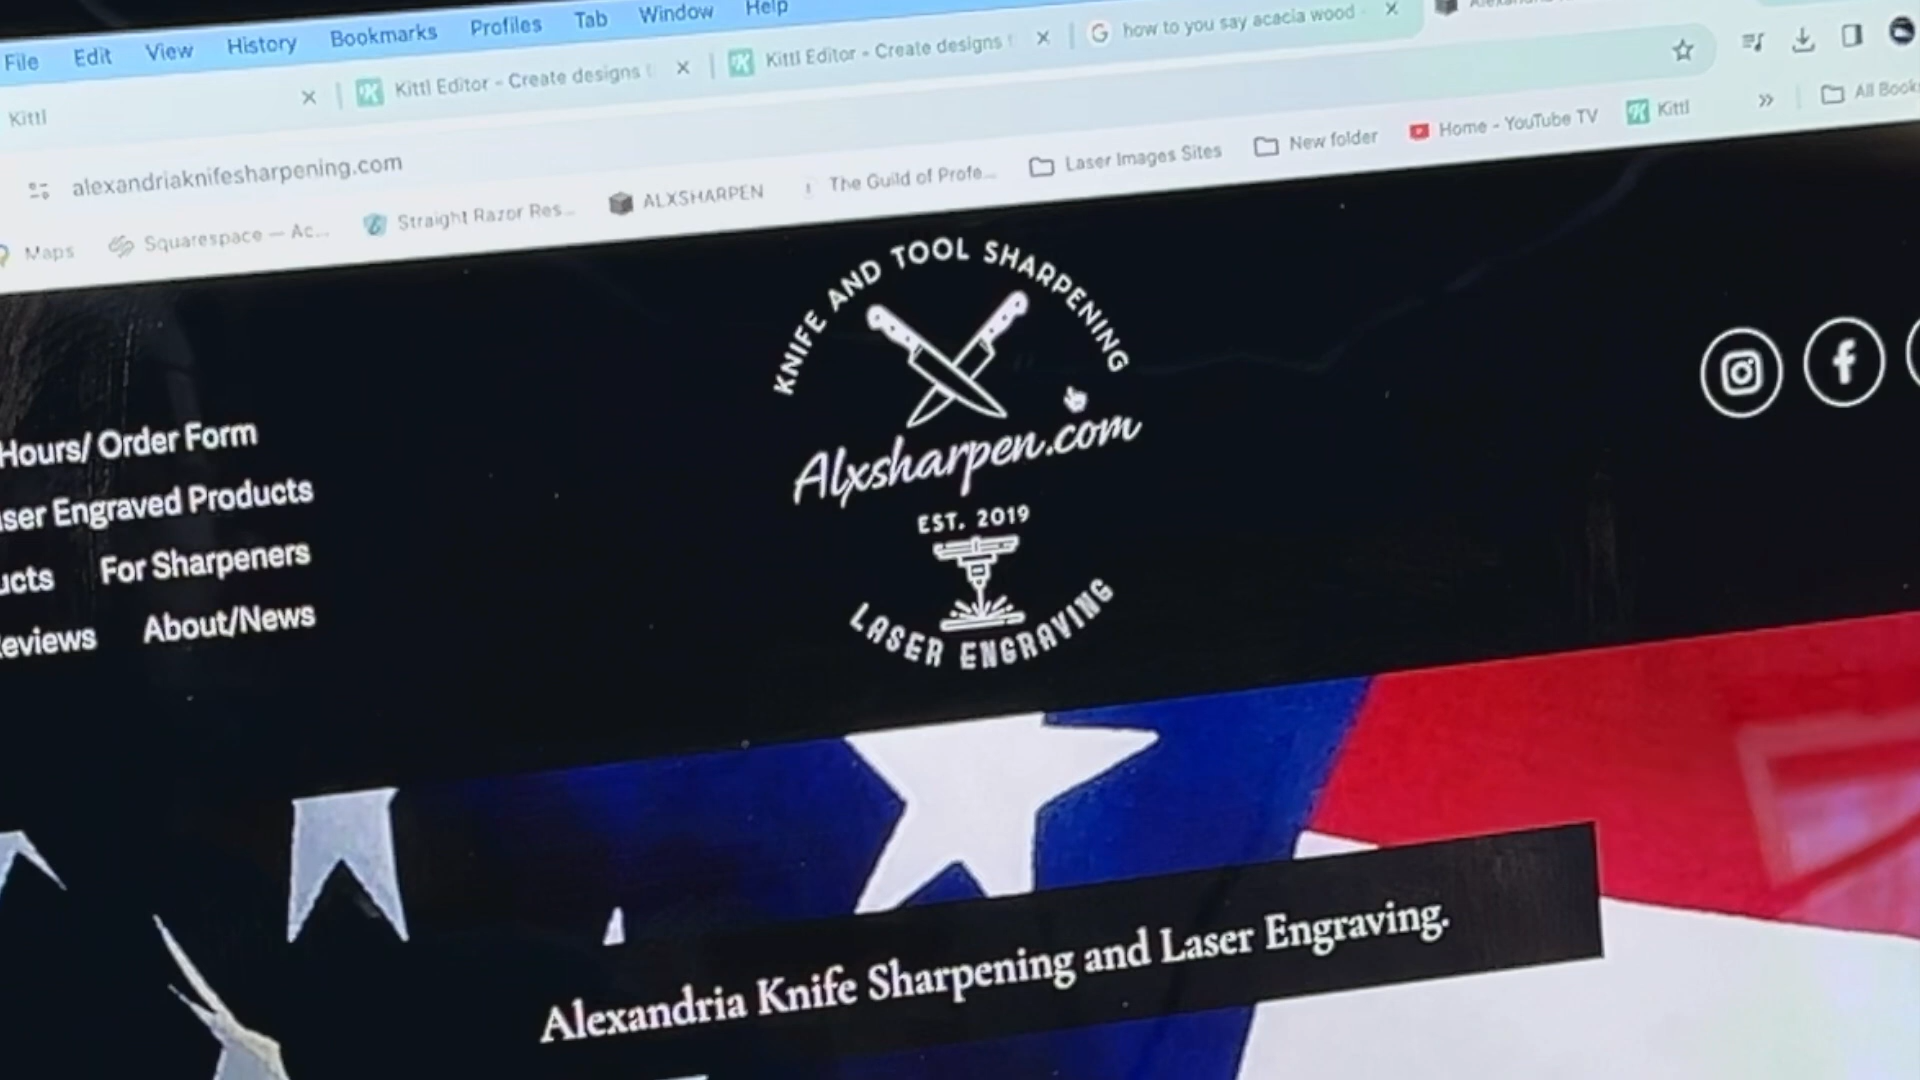 File Edit View History Bookmarks Profiles Tab Window Help
Kittl
Kittl Editor - Create designs
Kittl Editor - Create designs
how to you say acacia wood
alexandriaknifesharpening.com
Maps
Squarespace — Ac...
Straight Razor Res...
ALXSHARPEN
The Guild of Profe...
Laser Images Sites
New folder
Home - YouTube TV
Kittl
»
All Book
KNIFE AND TOOL SHARPENING
Alxsharpen.com
EST. 2019
LASER ENGRAVING
Hours/ Order Form
ser Engraved Products
ucts For Sharpeners
eviews About/News
Alexandria Knife Sharpening and Laser Engraving.